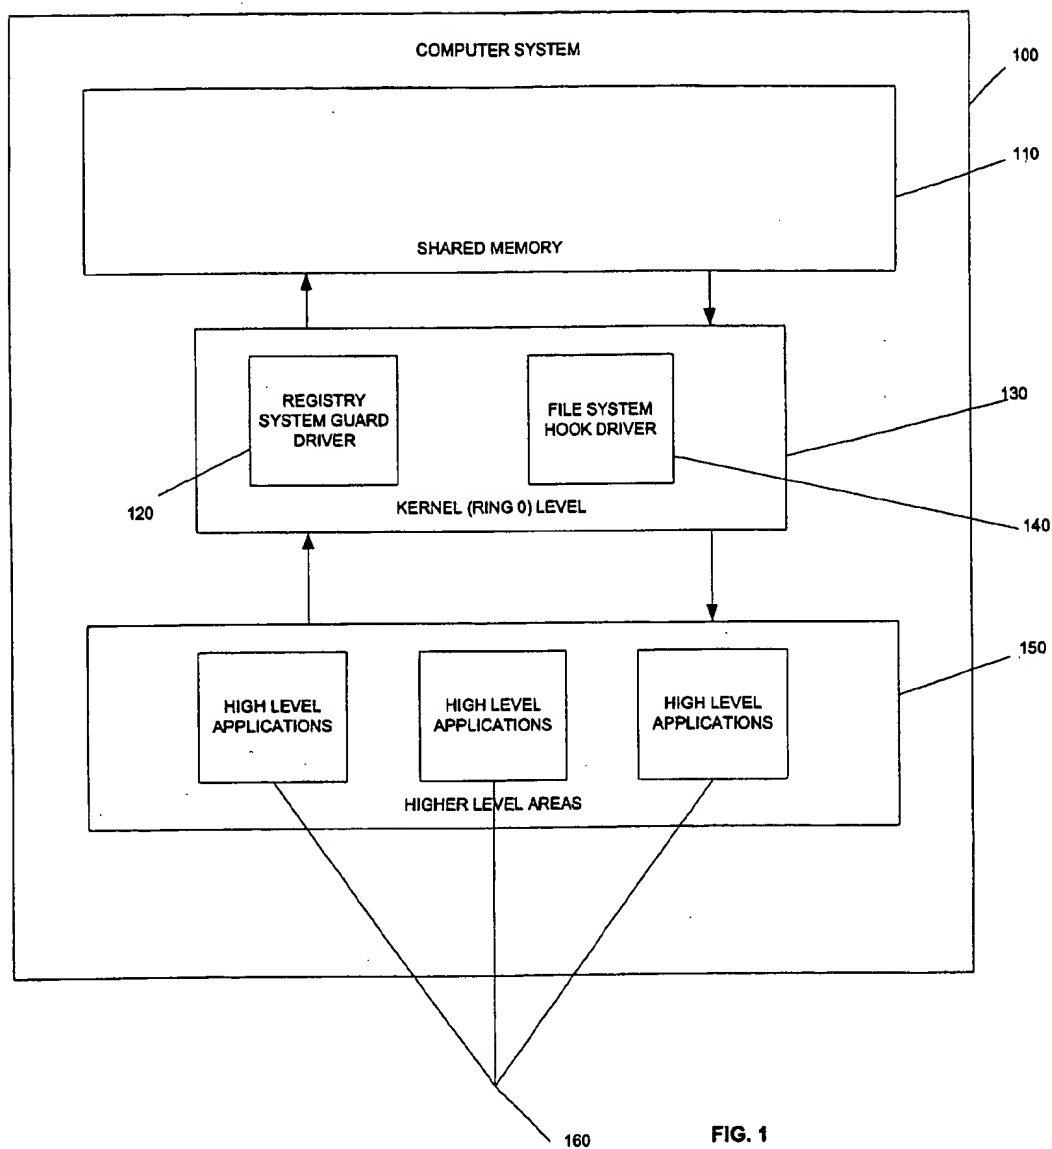 COMPUTER SYSTEM
100
110
SHARED MEMORY
REGISTRY
SYSTEM GUARD
DRIVER
FILE SYSTEM
HOOK DRIVER
130
120
KERNEL (RING 0) LEVEL
140
150
HIGH LEVEL
APPLICATIONS
HIGH LEVEL
APPLICATIONS
HIGH LEVEL
APPLICATIONS
HIGHER LEVEL AREAS
160
FIG. 1